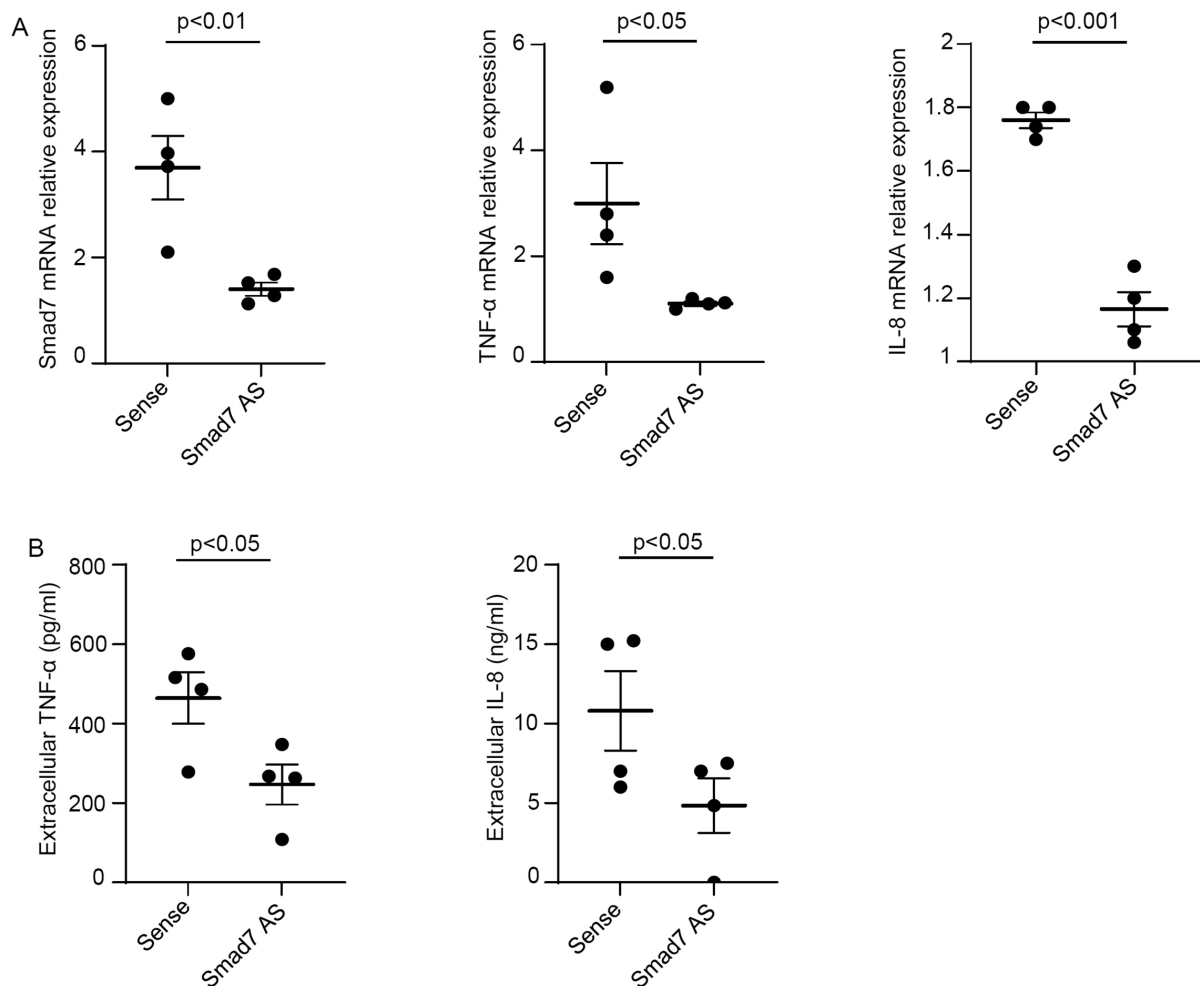 A
p<0.01
Smad7 mRNA relative expression
6
4
2
0
Sense
Smad7 AS
p<0.05
TNF-α mRNA relative expression
6
4
2
0
Sense
Smad7 AS
p<0.001
IL-8 mRNA relative expression
2
1.8
1.6
1.4
1.2
1
Sense
Smad7 AS
B
p<0.05
Extracellular TNF-α (pg/ml)
800
600
400
200
0
Sense
Smad7 AS
p<0.05
Extracellular IL-8 (ng/ml)
20
15
10
5
0
Sense
Smad7 AS